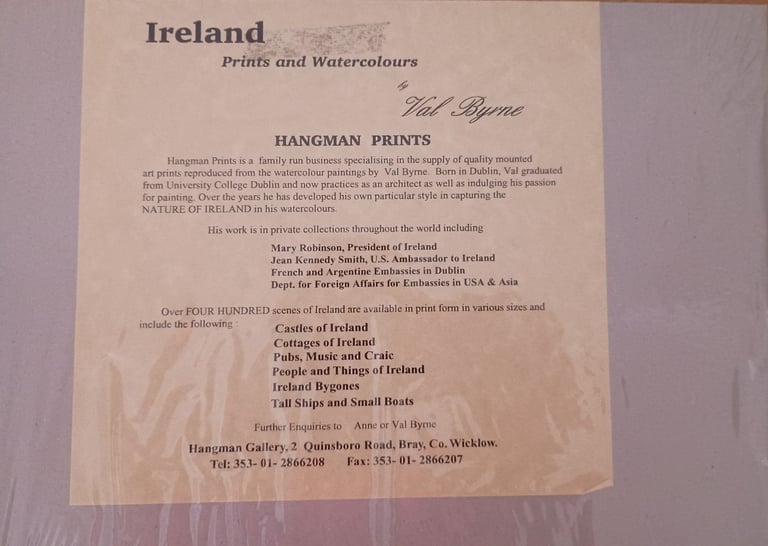 Ireland
Prints and Watercolours
by
Val Byrne
HANGMAN PRINTS
Hangman Prints is a family run business specialising in the supply of quality mounted
art prints reproduced from the watercolour paintings by Val Byrne. Born in Dublin, Val graduated
from University College Dublin and now practices as an architect as well as indulging his passion
for painting. Over the years he has developed his own particular style in capturing the
NATURE OF IRELAND in his watercolours.
His work is in private collections throughout the world including
Mary Robinson, President of Ireland
Jean Kennedy Smith, U.S. Ambassador to Ireland
French and Argentine Embassies in Dublin
Dept. for Foreign Affairs for Embassies in USA & Asia
Over FOUR HUNDRED scenes of Ireland are available in print form in various sizes and
include the following :
Castles of Ireland
Cottages of Ireland
Pubs, Music and Craic
People and Things of Ireland
Ireland Bygones
Tall Ships and Small Boats
Further Enquiries to Anne or Val Byrne
Hangman Gallery, 2 Quinsboro Road, Bray, Co. Wicklow.
Tel: 353- 01- 2866208 Fax: 353- 01- 2866207